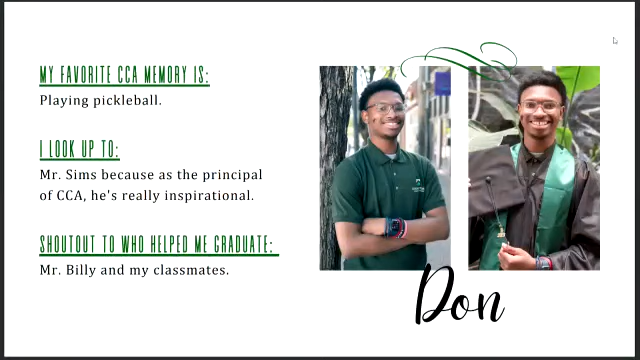 MY FAVORITE CCA MEMORY IS:
Playing pickleball.
I LOOK UP TO:
Mr. Sims because as the principal
of CCA, he's really inspirational.
SHOUTOUT TO WHO HELPED ME GRADUATE:
Mr. Billy and my classmates.
Don